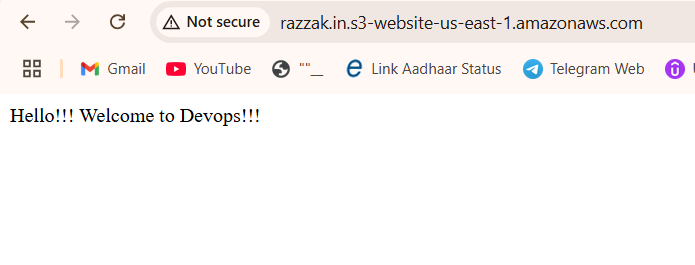 Not secure razzak.in.s3-website-us-east-1.amazonaws.com
Gmail YouTube ""__ Link Aadhaar Status Telegram Web
Hello!!! Welcome to Devops!!!